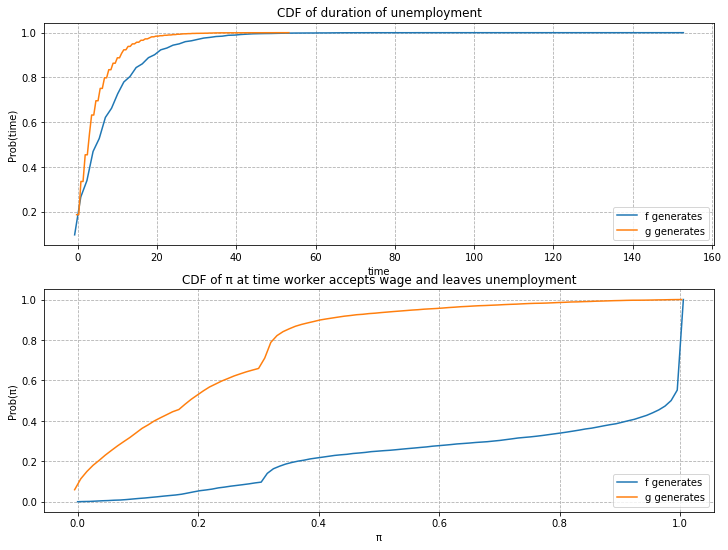 CDF of duration of unemployment
Prob(time)
1.0
0.8
0.6
0.4
0.2
f generates
g generates
0 20 40 60 80 100 120 140 160
time
CDF of π at time worker accepts wage and leaves unemployment
Prob(π)
1.0
0.8
0.6
0.4
0.2
0.0
f generates
g generates
0.0 0.2 0.4 0.6 0.8 1.0
π